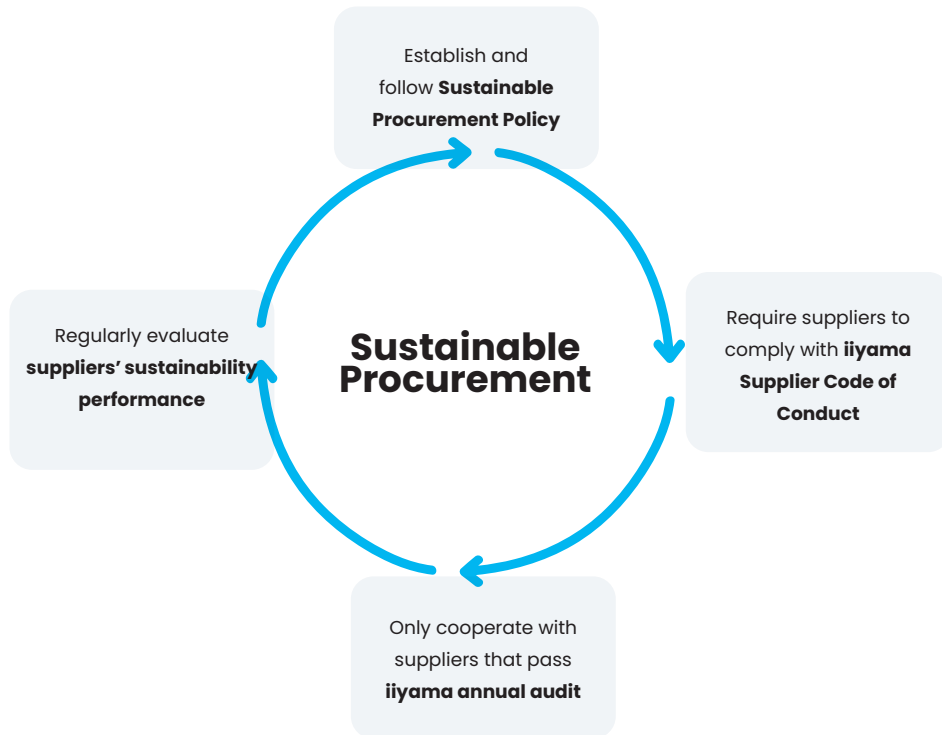 Establish and
follow Sustainable
Procurement Policy
Require suppliers to
comply with iiyama
Supplier Code of
Conduct
Sustainable
Procurement
Regularly evaluate
suppliers’ sustainability
performance
Only cooperate with
suppliers that pass
iiyama annual audit